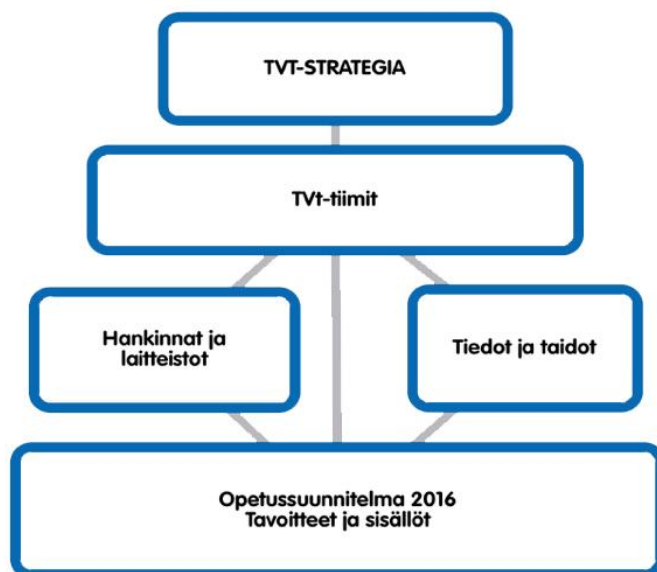 TVT-STRATEGIA
TVt-tiimit
Hankinnat ja
laitteistot
Tiedot ja taidot
Opetussuunnitelma 2016
Tavoitteet ja sisällöt